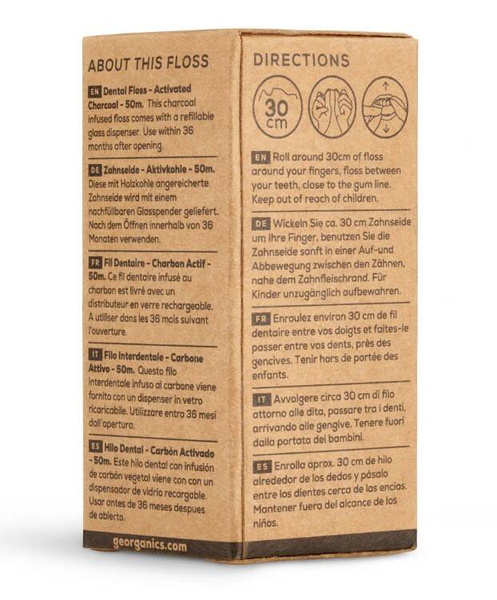 ABOUT THIS FLOSS
EN Dental Floss - Activated
Charcoal - 50m. This charcoal
infused floss comes with a refillable
glass dispenser. Use within 36
months after opening.
DE Zahnseide - Aktivkohle - 50m.
Diese mit Holzkohle angereicherte
Zahnseide wird mit einem
nachfüllbaren Glasspender geliefert.
Nach dem Öffnen innerhalb von 36
Monaten verwenden.
FR Fil Dentaire - Charbon Actif -
50m. Ce fil dentaire infusé au
charbon est livré avec un
distributeur en verre rechargeable.
A utiliser dans les 36 mois suivant
l'ouverture.
IT Filo Interdentale - Carbone
Attivo - 50m. Questo filo
interdentale infuso al carbone viene
fornito con un dispenser in vetro
ricaricabile. Utilizzare entro 36 mesi
dall'apertura.
ES Hilo Dental - Carbón Activado
- 50m. Este hilo dental con infusión
de carbón vegetal viene con con un
dispensador de vidrio recargable.
Usar antes de 36 meses despues
de abierto.
georganics.com
DIRECTIONS
30
cm
EN Roll around 30cm of floss
around your fingers, floss between
your teeth, close to the gum line.
Keep out of reach of children.
DE Wickeln Sie ca. 30 cm Zahnseide
um Ihre Finger, benutzen Sie die
Zahnseide sanft in einer Auf-und
Abbewegung zwischen den Zähnen,
nahe dem Zahnfleischrand. Für
Kinder unzugänglich aufbewahren.
FR Enroulez environ 30 cm de fil
dentaire entre vos doigts et faites-le
passer entre vos dents, près des
gencives. Tenir hors de portée des
enfants.
IT Avvolgere circa 30 cm di filo
attorno alle dita, passare tra i denti,
arrivando alle gengive. Tenere fuori
dalla portata dei bambini.
ES Enrolla aprox. 30 cm de hilo
alrededor de los dedos y pásalo
entre los dientes cerca de las encías.
Mantener fuera del alcance de los
niños.